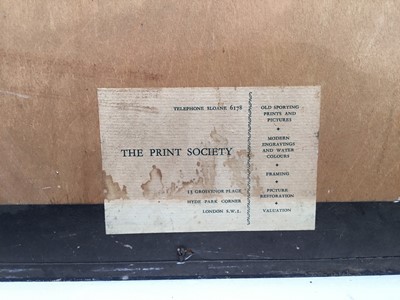 TELEPHONE SLOANE 6178
THE PRINT SOCIETY
15 GROSVENOR PLACE
HYDE PARK CORNER
LONDON S.W.1.
OLD SPORTING
PRINTS AND
PICTURES
•
MODERN
ENGRAVINGS
AND WATER
COLOURS
•
FRAMING
•
PICTURE
RESTORATION
•
VALUATION